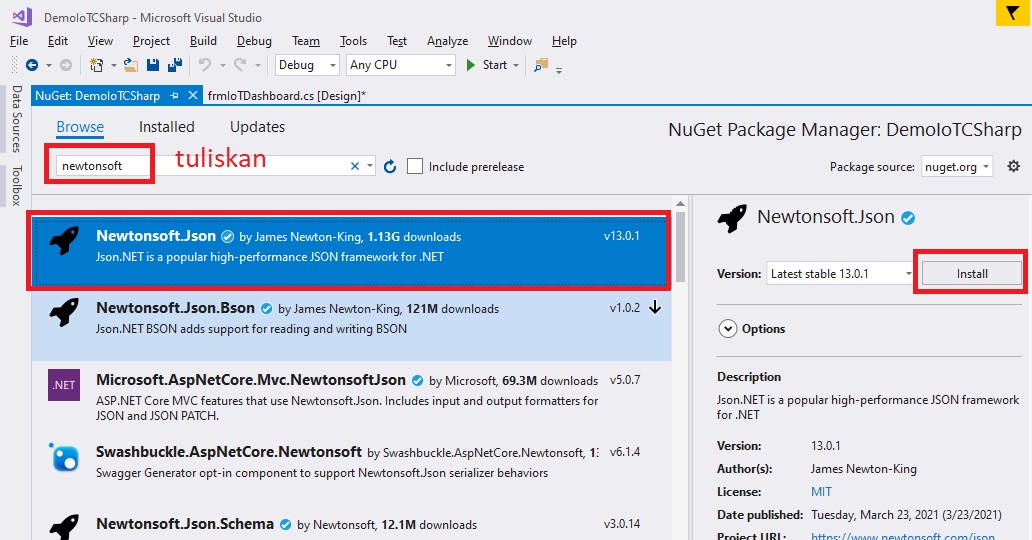 DemoIoTCSharp - Microsoft Visual Studio
File Edit View Project Build Debug Team Tools Test Analyze Window Help
Debug Any CPU Start
Data Sources
Toolbox
NuGet: DemoIoTCSharp frmIoTDashboard.cs [Design]*
Browse Installed Updates
NuGet Package Manager: DemoIoTCSharp
newtonsoft tuliskan
Include prerelease
Package source: nuget.org
Newtonsoft.Json by James Newton-King, 1.13G downloads v13.0.1
Json.NET is a popular high-performance JSON framework for .NET
Newtonsoft.Json.Bson by James Newton-King, 121M downloads v1.0.2
Json.NET BSON adds support for reading and writing BSON
.NET
Microsoft.AspNetCore.Mvc.NewtonsoftJson by Microsoft, 69.3M downloads v5.0.7
ASP.NET Core MVC features that use Newtonsoft.Json. Includes input and output formatters for
JSON and JSON PATCH.
Swashbuckle.AspNetCore.Newtonsoft by Swashbuckle.AspNetCore.Newtonsoft, v6.1.4
Swagger Generator opt-in component to support Newtonsoft.Json serializer behaviors
Newtonsoft.Json.Schema by Newtonsoft, 12.1M downloads v3.0.14
Newtonsoft.Json
Version: Latest stable 13.0.1 Install
Options
Description
Json.NET is a popular high-performance JSON framework
for .NET
Version: 13.0.1
Author(s): James Newton-King
License: MIT
Date published: Tuesday, March 23, 2021 (3/23/2021)
Project URL: https://www.newtonsoft.com/json